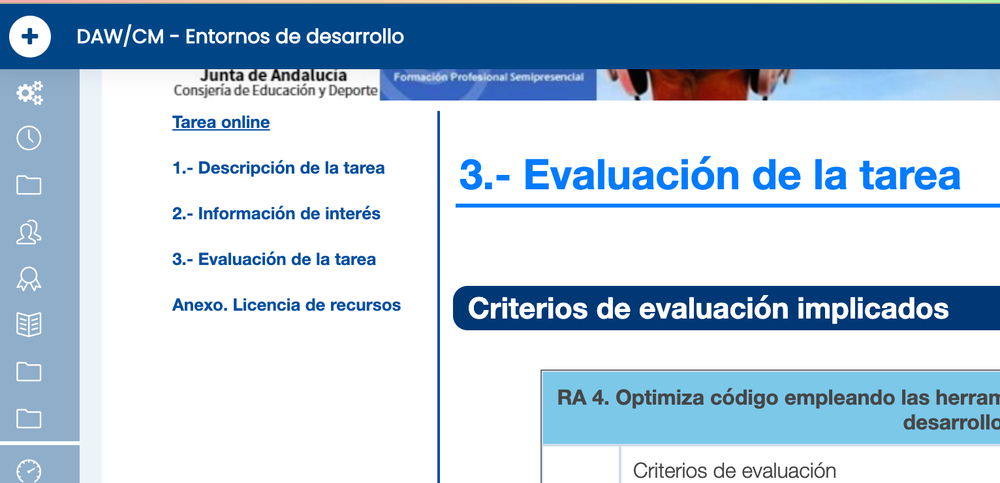 DAW/CM - Entornos de desarrollo
Junta de Andalucía
Consjería de Educación y Deporte
Formación Profesional Semipresencial
Tarea online
1.- Descripción de la tarea
2.- Información de interés
3.- Evaluación de la tarea
Anexo. Licencia de recursos
3.- Evaluación de la tarea
Criterios de evaluación implicados
RA 4. Optimiza código empleando las herram
desarrollo
Criterios de evaluación